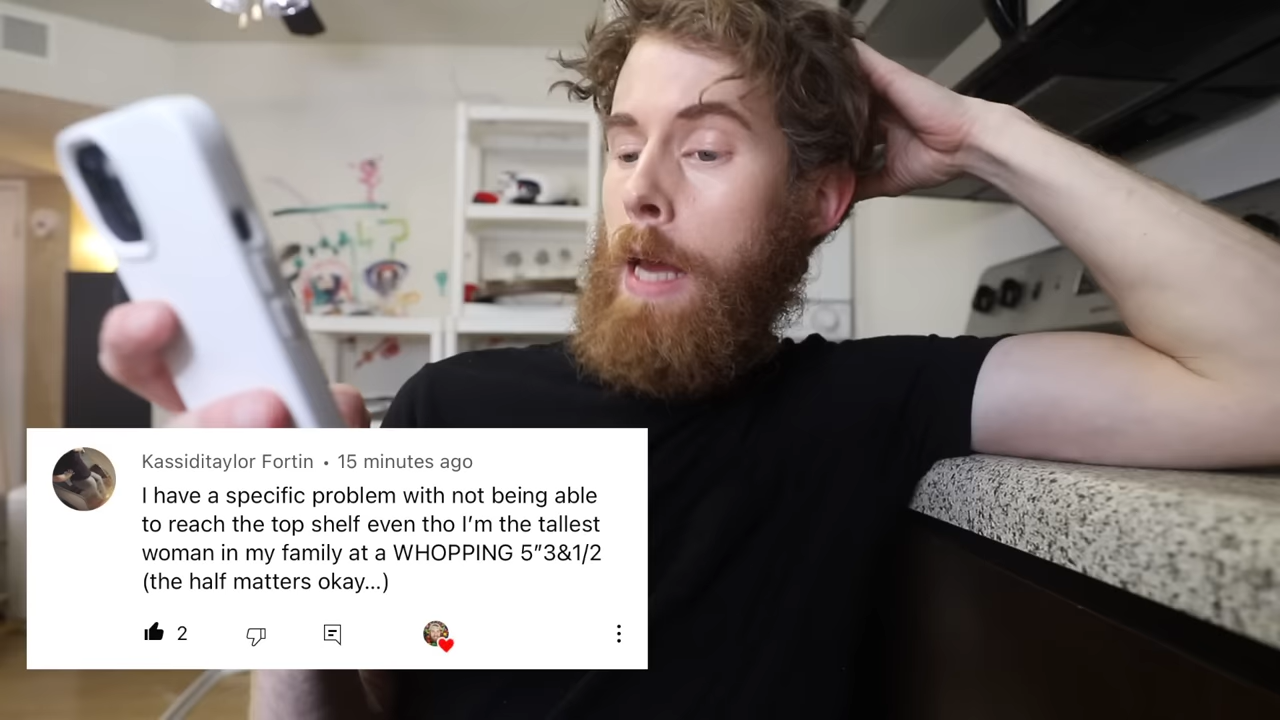 Kassiditaylor Fortin • 15 minutes ago
I have a specific problem with not being able
to reach the top shelf even tho I’m the tallest
woman in my family at a WHOPPING 5”3&1/2
(the half matters okay...)
2